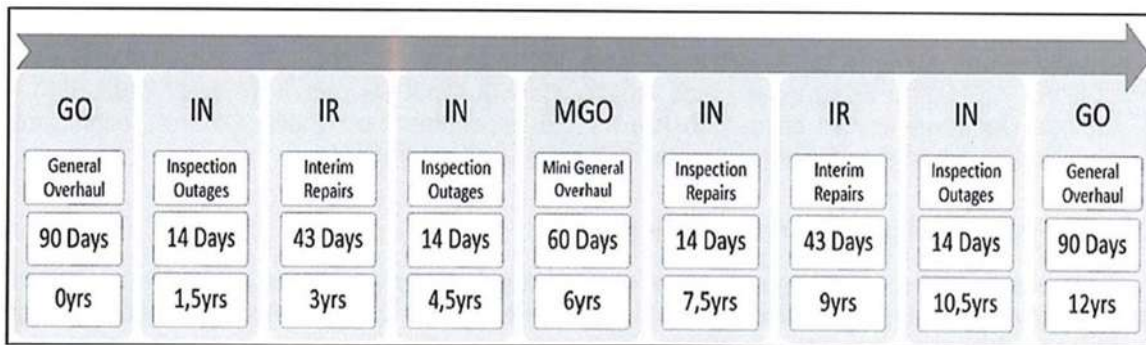 GO IN IR IN MGO IN IR IN GO
General Overhaul Inspection Outages Interim Repairs Inspection Outages Mini General Overhaul Inspection Repairs Interim Repairs Inspection Outages General Overhaul
90 Days 14 Days 43 Days 14 Days 60 Days 14 Days 43 Days 14 Days 90 Days
0yrs 1,5yrs 3yrs 4,5yrs 6yrs 7,5yrs 9yrs 10,5yrs 12yrs